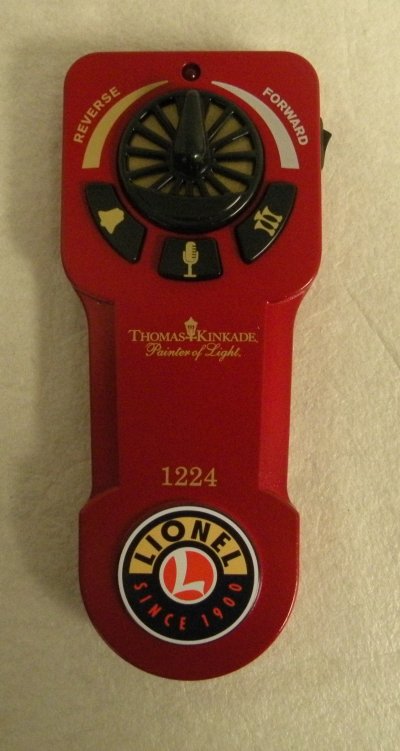 REVERSE
FORWARD
THOMAS KINKADE
Painter of Light
1224
LIONEL
L
SINCE 1900